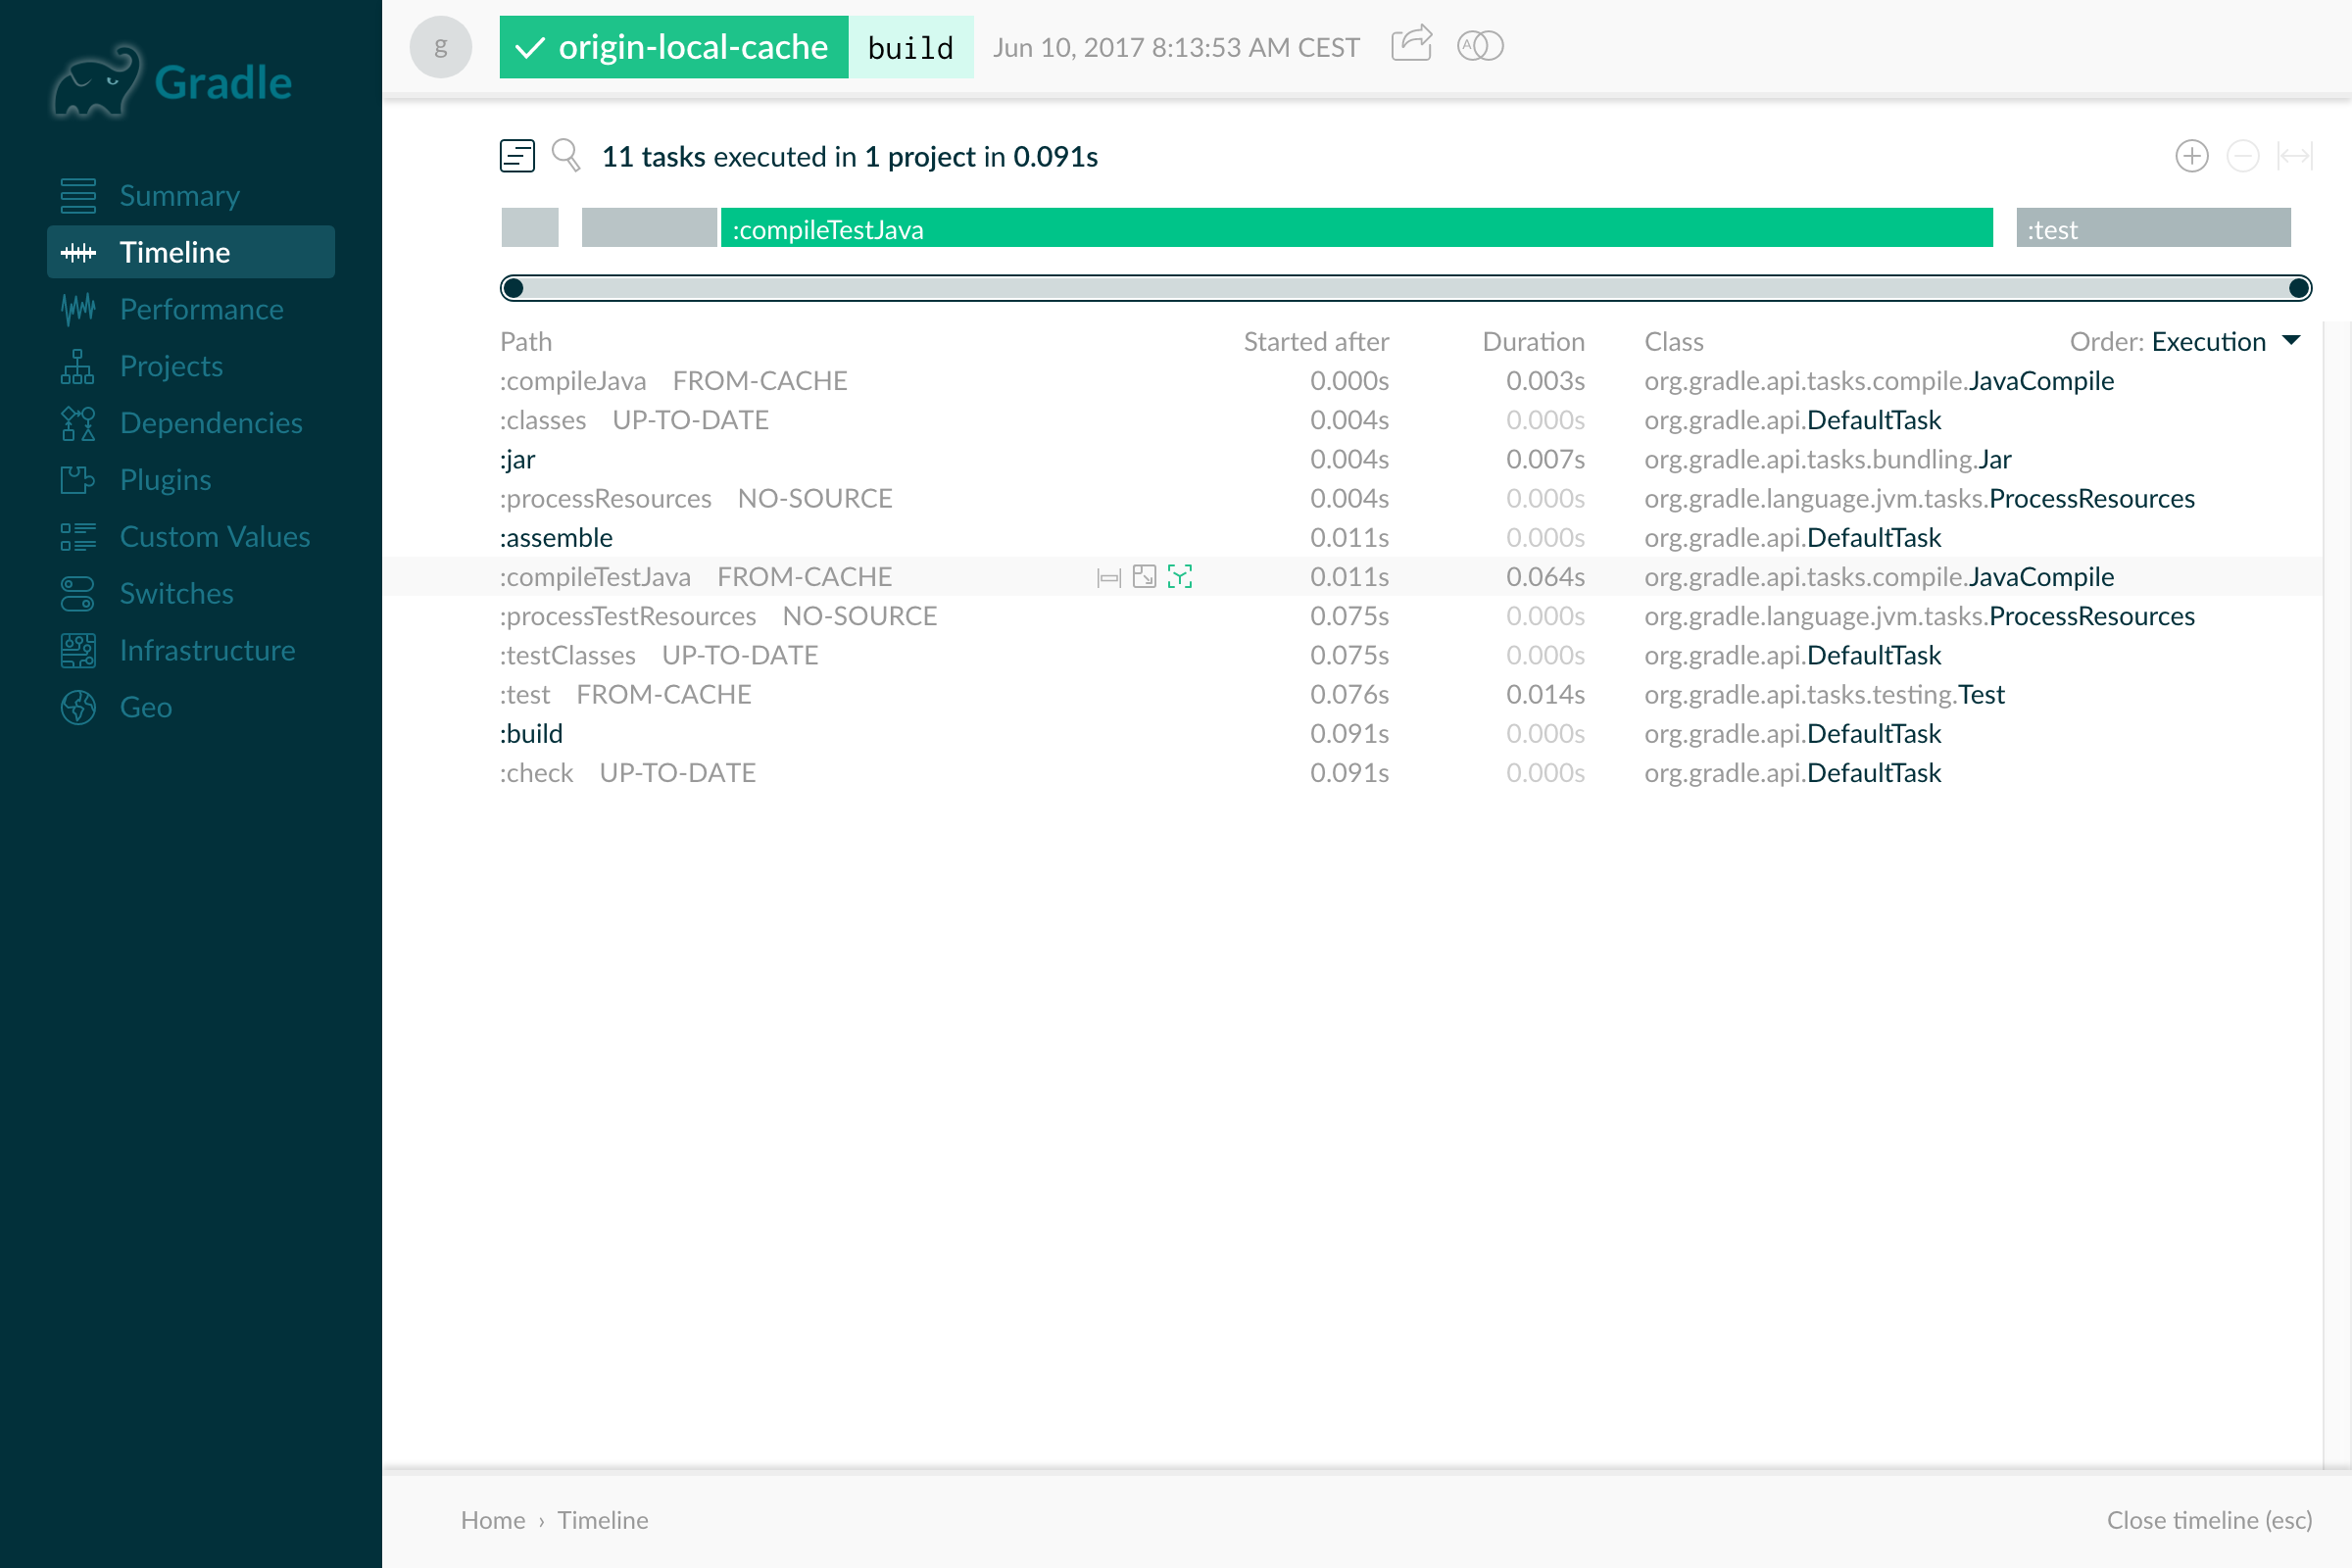 Gradle
Summary
Timeline
Performance
Projects
Dependencies
Plugins
Custom Values
Switches
Infrastructure
Geo
g origin-local-cache build Jun 10, 2017 8:13:53 AM CEST A
11 tasks executed in 1 project in 0.091s
:compileTestJava :test
Path Started after Duration Class Order: Execution
:compileJava FROM-CACHE 0.000s 0.003s org.gradle.api.tasks.compile.JavaCompile
:classes UP-TO-DATE 0.004s 0.000s org.gradle.api.DefaultTask
:jar 0.004s 0.007s org.gradle.api.tasks.bundling.Jar
:processResources NO-SOURCE 0.004s 0.000s org.gradle.language.jvm.tasks.ProcessResources
:assemble 0.011s 0.000s org.gradle.api.DefaultTask
:compileTestJava FROM-CACHE 0.011s 0.064s org.gradle.api.tasks.compile.JavaCompile
:processTestResources NO-SOURCE 0.075s 0.000s org.gradle.language.jvm.tasks.ProcessResources
:testClasses UP-TO-DATE 0.075s 0.000s org.gradle.api.DefaultTask
:test FROM-CACHE 0.076s 0.014s org.gradle.api.tasks.testing.Test
:build 0.091s 0.000s org.gradle.api.DefaultTask
:check UP-TO-DATE 0.091s 0.000s org.gradle.api.DefaultTask
Home › Timeline Close timeline (esc)